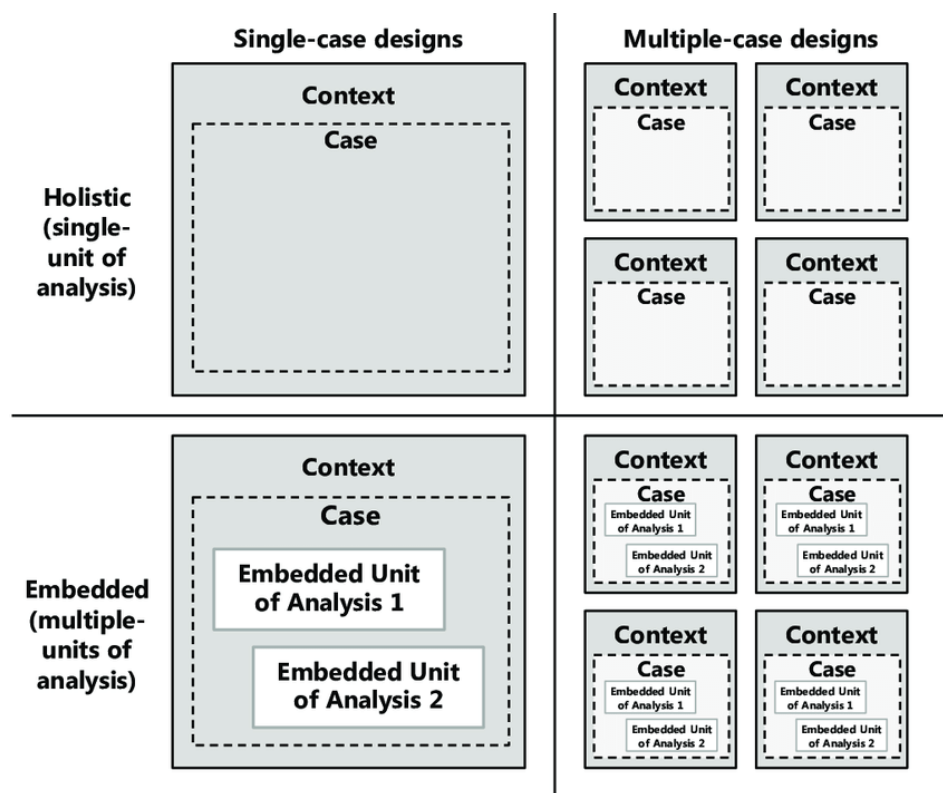 Single-case designs
Multiple-case designs
Holistic
(single-
unit of
analysis)
Context
Case
Context
Case
Context
Case
Context
Case
Context
Case
Embedded
(multiple-
units of
analysis)
Context
Case
Embedded Unit
of Analysis 1
Embedded Unit
of Analysis 2
Context
Case
Embedded Unit
of Analysis 1
Embedded Unit
of Analysis 2
Context
Case
Embedded Unit
of Analysis 1
Embedded Unit
of Analysis 2
Context
Case
Embedded Unit
of Analysis 1
Embedded Unit
of Analysis 2
Context
Case
Embedded Unit
of Analysis 1
Embedded Unit
of Analysis 2